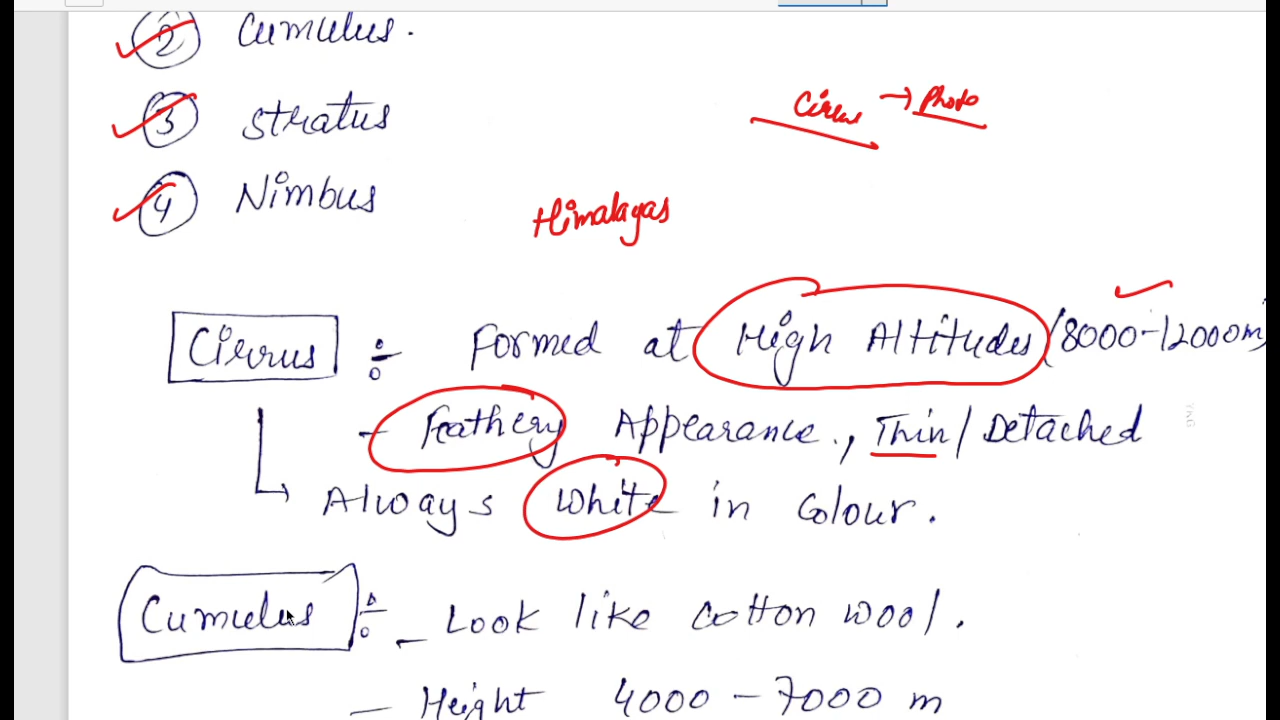 2 Cumulus.
3 Stratus
4 Nimbus
Cirrus → Photo
Himalayas
Cirrus ÷ Formed at High Altitudes (8000-12000m)
- Feathery Appearance., Thin/Detached
↳ Always White in Colour.
Cumulus ÷ - Look like cotton wool.
- Height 4000 - 7000 m